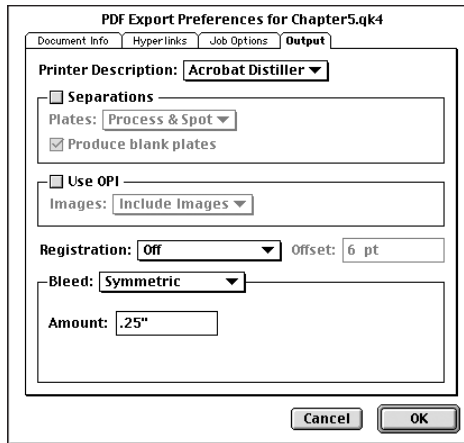 PDF Export Preferences for Chapter5.qk4
Document Info Hyperlinks Job Options Output
Printer Description: Acrobat Distiller
Separations
Plates: Process & Spot
Produce blank plates
Use OPI
Images: Include Images
Registration: Off Offset: 6 pt
Bleed: Symmetric
Amount: .25"
Cancel OK